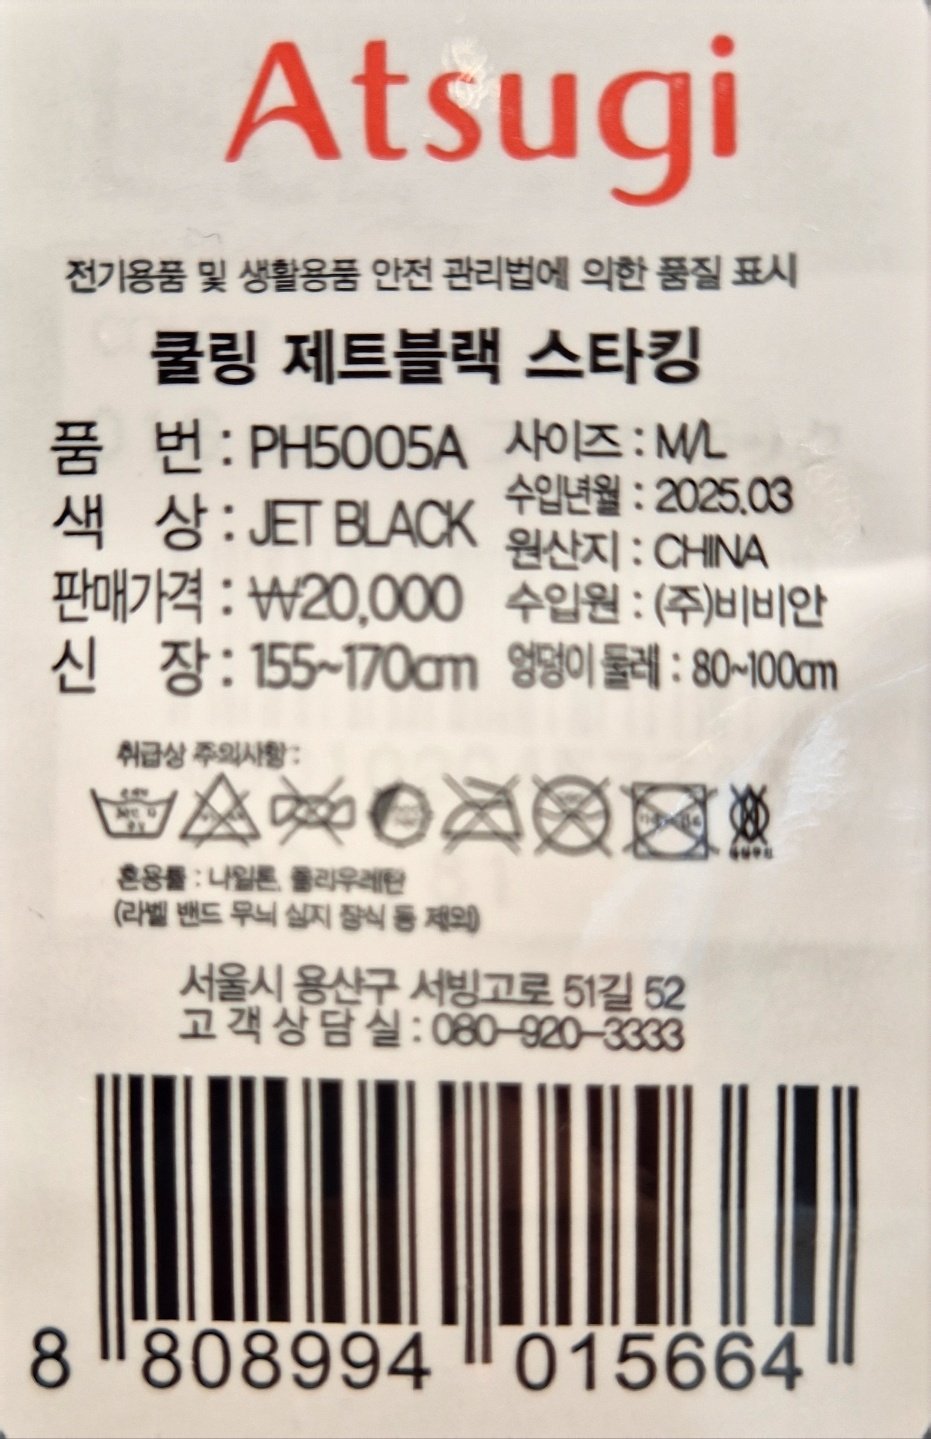 Atsugi
전기용품 및 생활용품 안전 관리법에 의한 품질 표시
쿨링 제트블랙 스타킹
품 번 : PH5005A
색 상 : JET BLACK
판매가격 : ₩20,000
신 장 : 155~170cm
사이즈 : M/L
수입년월 : 2025.03
원산지 : CHINA
수입원 : (주)비비안
엉덩이 둘레 : 80~100cm
취급상 주의사항 :
혼용률 : 나일론, 폴리우레탄
(라벨 밴드 무늬 심지 장식 등 제외)
서울시 용산구 서빙고로 51길 52
고객상담실 : 080-920-3333
8 808994 015664